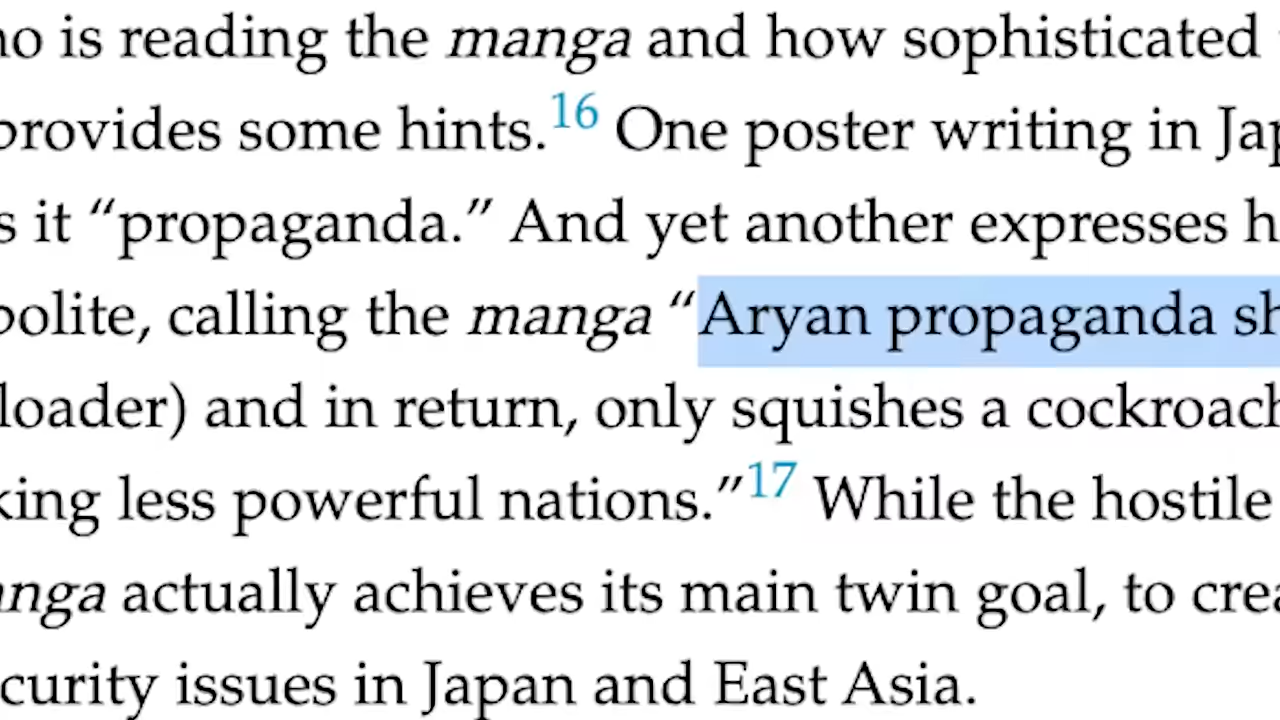 is reading the manga and how sophisticated
provides some hints.16 One poster writing in
it “propaganda.” And yet another expresses
polite, calling the manga “Aryan propaganda
loader) and in return, only squishes a cockroach
less powerful nations.”17 While the hostile
actually achieves its main twin goal, to
issues in Japan and East Asia.